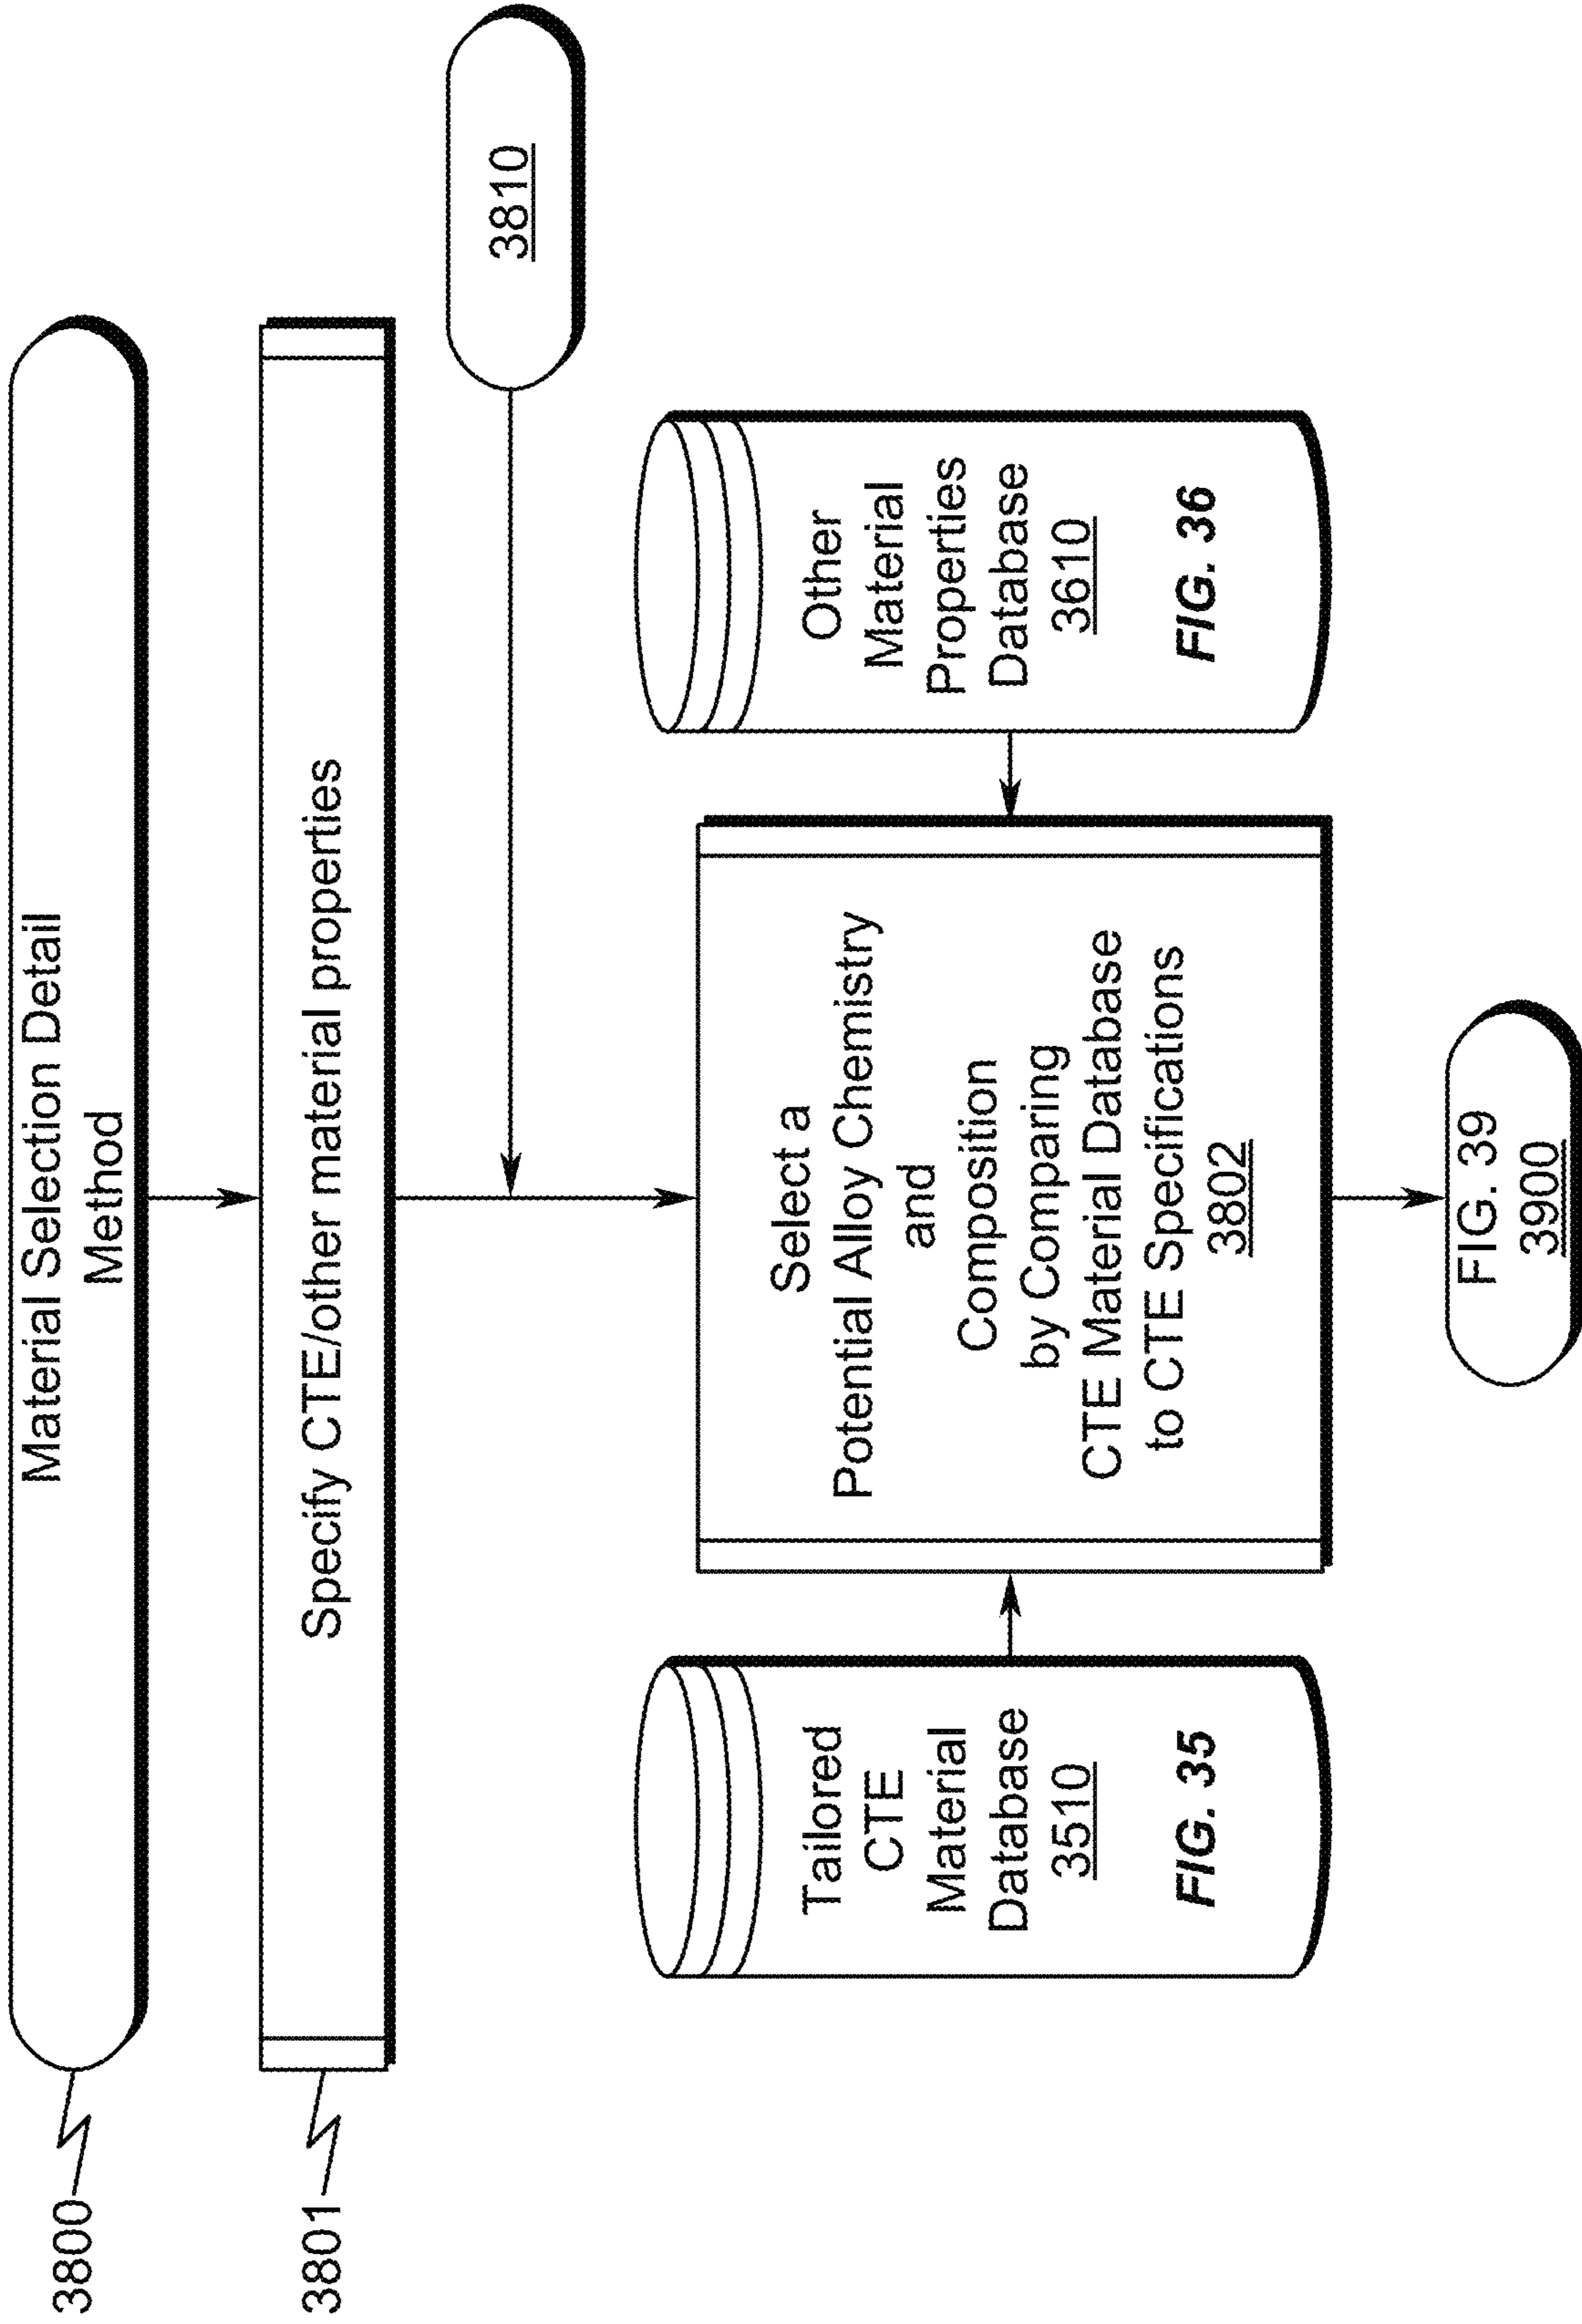 3800
Material Selection Detail
Method
3801
Specify CTE/other material properties
3810
Tailored
CTE
Material
Database
3510
FIG. 35
Select a
Potential Alloy Chemistry
and
Composition
by Comparing
CTE Material Database
to CTE Specifications
3802
Other
Material
Properties
Database
3610
FIG. 36
FIG. 39
3900